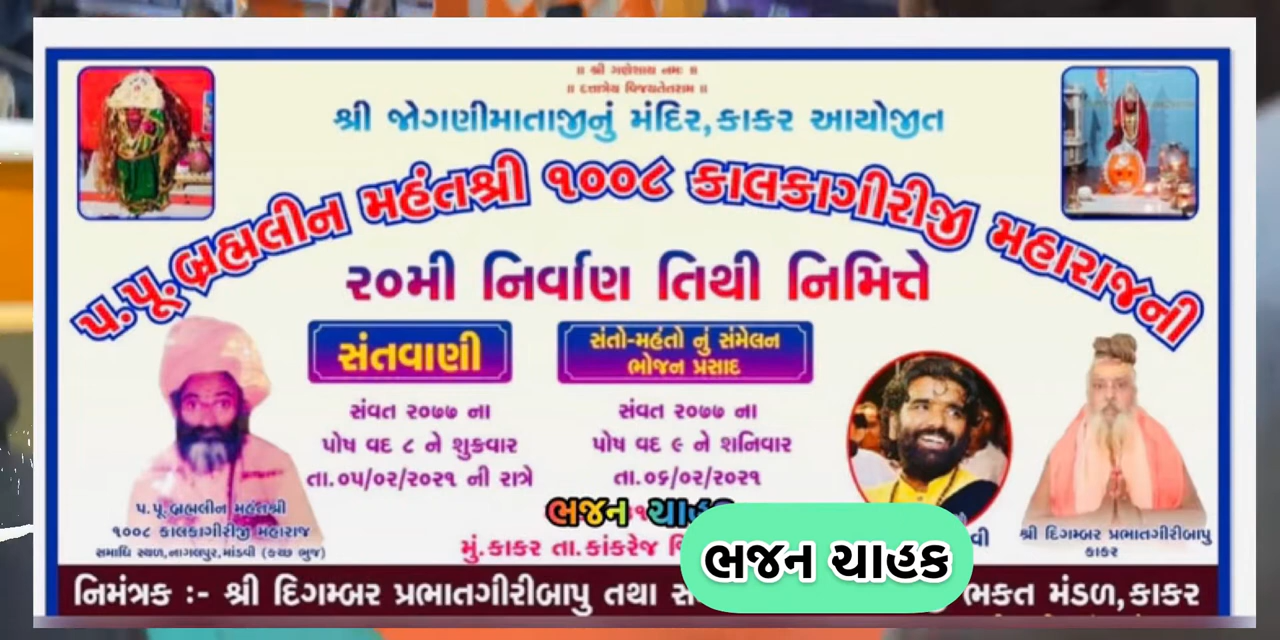 ॥ શ્રી ગણેશાય નમઃ ॥
॥ દત્તાત્રેય વિજયતેતરામ ॥
શ્રી જોગણીમાતાજીનું મંદિર, કાકર આયોજીત
પ.પૂ. બ્રહ્મલીન મહંતશ્રી ૧૦૦૮ કાલકાગીરીજી મહારાજની
૨૦મી નિર્વાણ તિથી નિમિત્તે
સંતવાણી
સંવત ૨૦૭૭ ના
પોષ વદ ૮ ને શુક્રવાર
તા.૦૫/૦૨/૨૦૨૧ ની રાત્રે
સંતો-મહંતો નું સંમેલન
ભોજન પ્રસાદ
સંવત ૨૦૭૭ ના
પોષ વદ ૯ ને શનિવાર
તા.૦૬/૦૨/૨૦૨૧
ભજન
મું. કાકર તા. કાંકરેજ
પ.પૂ. બ્રહ્મલીન મહંતશ્રી
૧૦૦૮ કાલકાગીરીજી મહારાજ
સમાધિ સ્થળ, નાગલપુર, માંડવી (કચ્છ ભુજ)
શ્રી દિગમ્બર પ્રભાતગીરીબાપુ
કાકર
ભજન ચાહક
નિમંત્રક :- શ્રી દિગમ્બર પ્રભાતગીરીબાપુ તથા ભકત મંડળ, કાકર